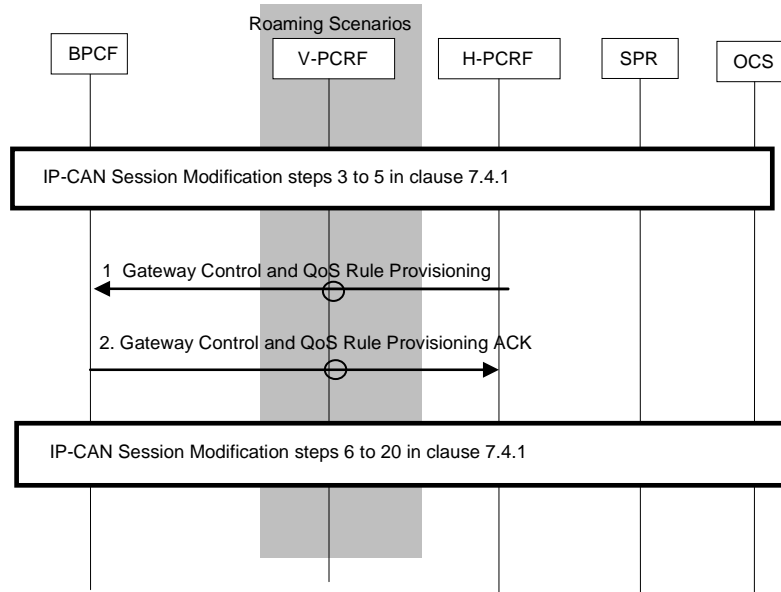 Roaming Scenarios
BPCF
V-PCRF
H-PCRF
SPR
OCS
IP-CAN Session Modification steps 3 to 5 in clause 7.4.1
1 Gateway Control and QoS Rule Provisioning
2. Gateway Control and QoS Rule Provisioning ACK
IP-CAN Session Modification steps 6 to 20 in clause 7.4.1